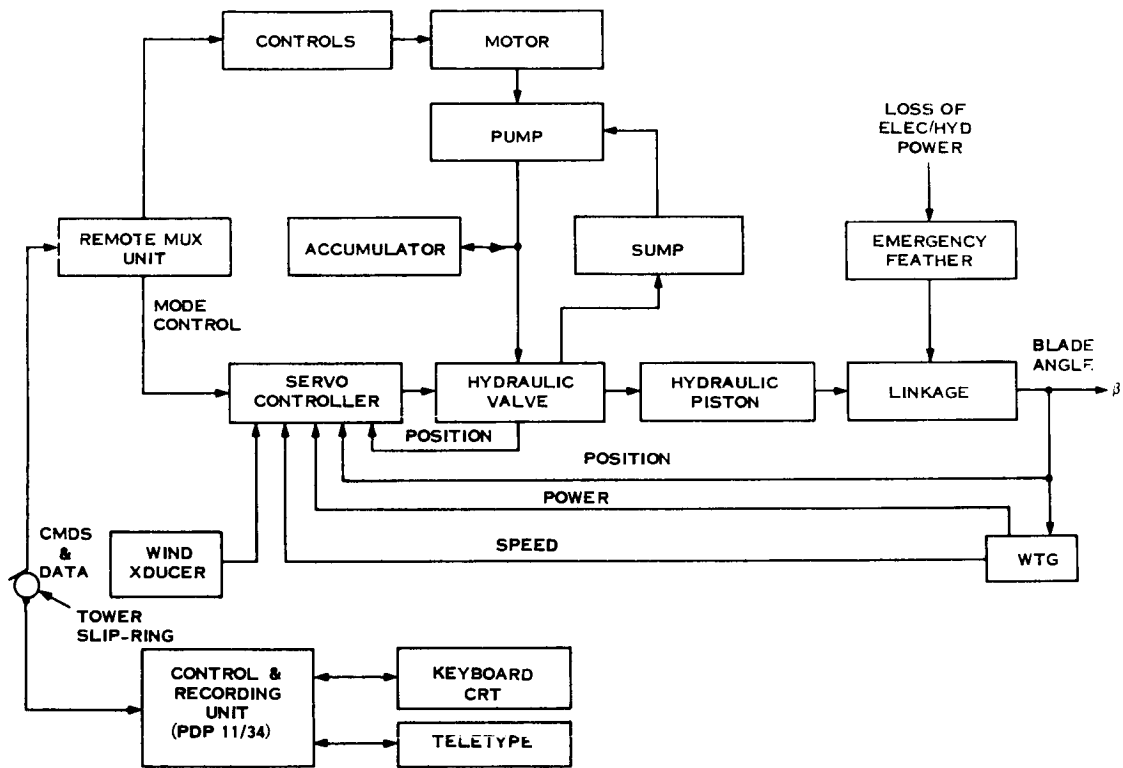 CONTROLS
MOTOR
PUMP
LOSS OF
ELEC/HYD
POWER
REMOTE MUX
UNIT
ACCUMULATOR
SUMP
EMERGENCY
FEATHER
MODE
CONTROL
SERVO
CONTROLLER
HYDRAULIC
VALVE
HYDRAULIC
PISTON
LINKAGE
BLADE
ANGLE
β
POSITION
POSITION
POWER
SPEED
CMDS
&
DATA
WIND
XDUCER
WTG
TOWER
SLIP-RING
CONTROL &
RECORDING
UNIT
(PDP 11/34)
KEYBOARD
CRT
TELETYPE